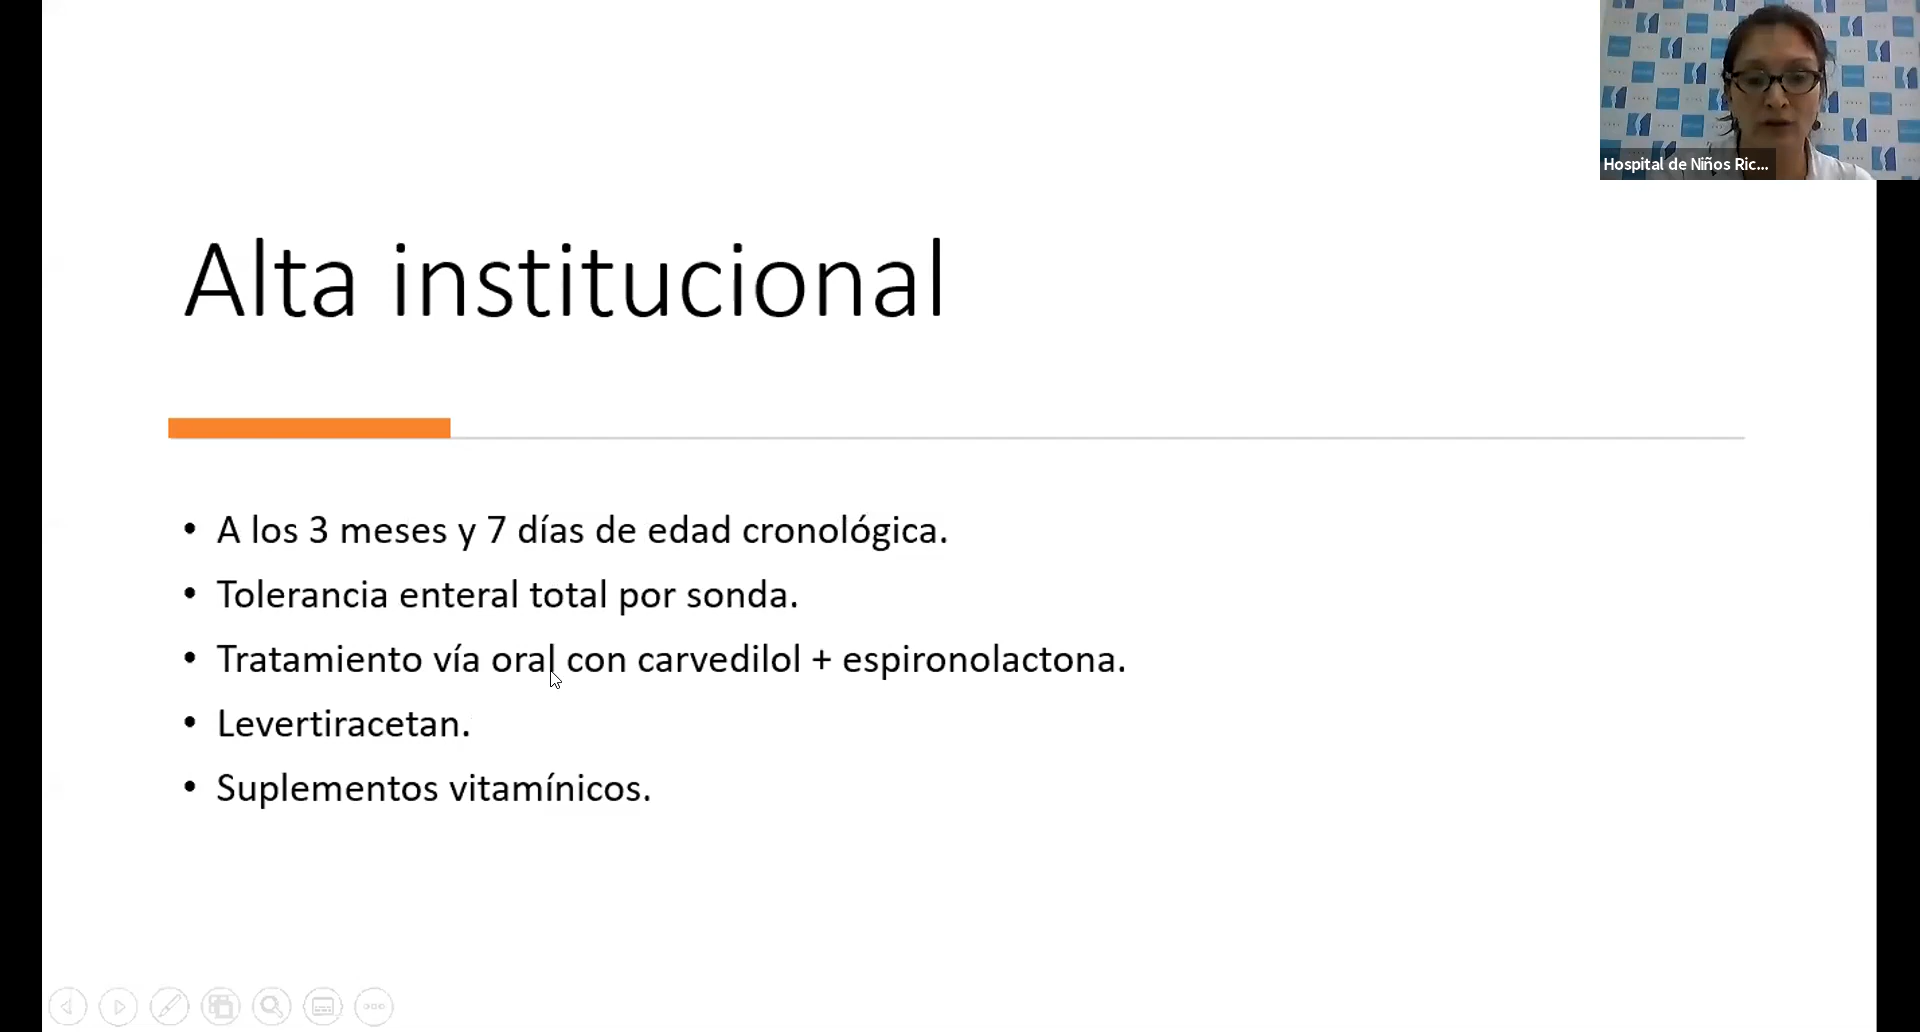 Hospital de Niños Ric...
Alta institucional
• A los 3 meses y 7 días de edad cronológica.
• Tolerancia enteral total por sonda.
• Tratamiento vía oral con carvedilol + espironolactona.
• Levertiracetan.
• Suplementos vitamínicos.